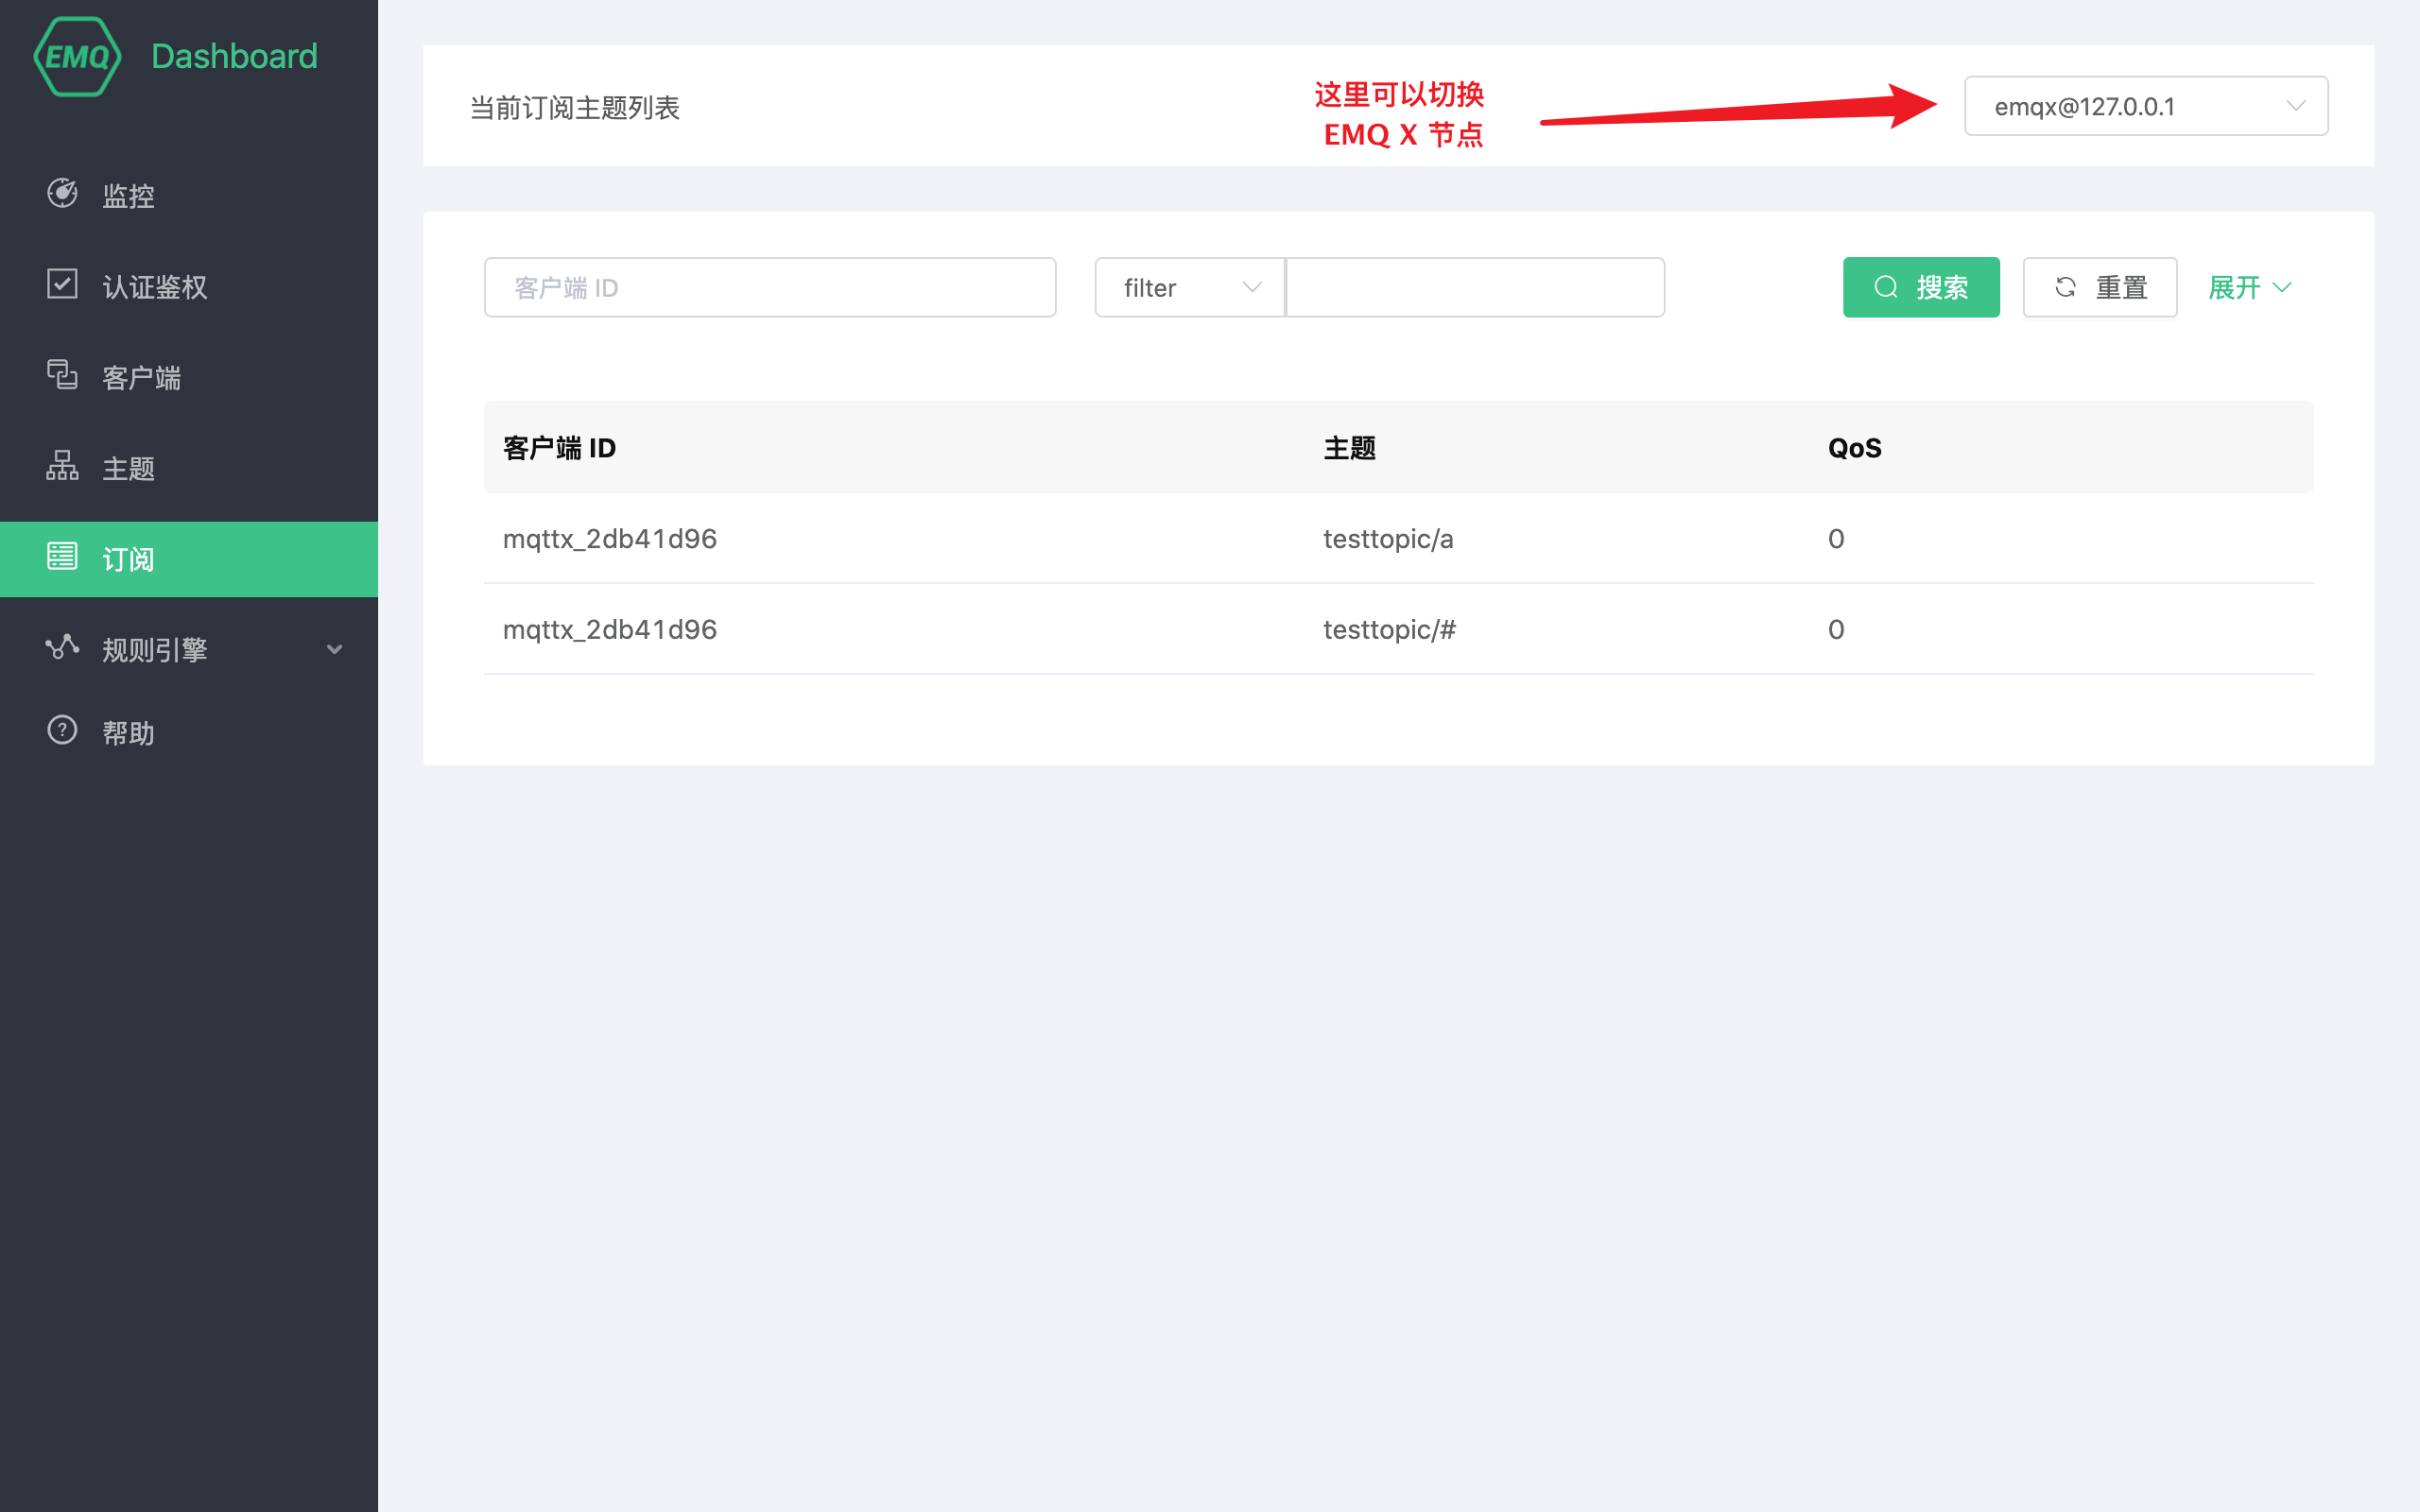 EMQ Dashboard
监控
认证鉴权
客户端
主题
订阅
规则引擎
帮助
当前订阅主题列表
这里可以切换
EMQ X 节点
emqx@127.0.0.1
客户端 ID
filter
搜索
重置
展开
客户端 ID 主题 QoS
mqttx_2db41d96 testtopic/a 0
mqttx_2db41d96 testtopic/# 0